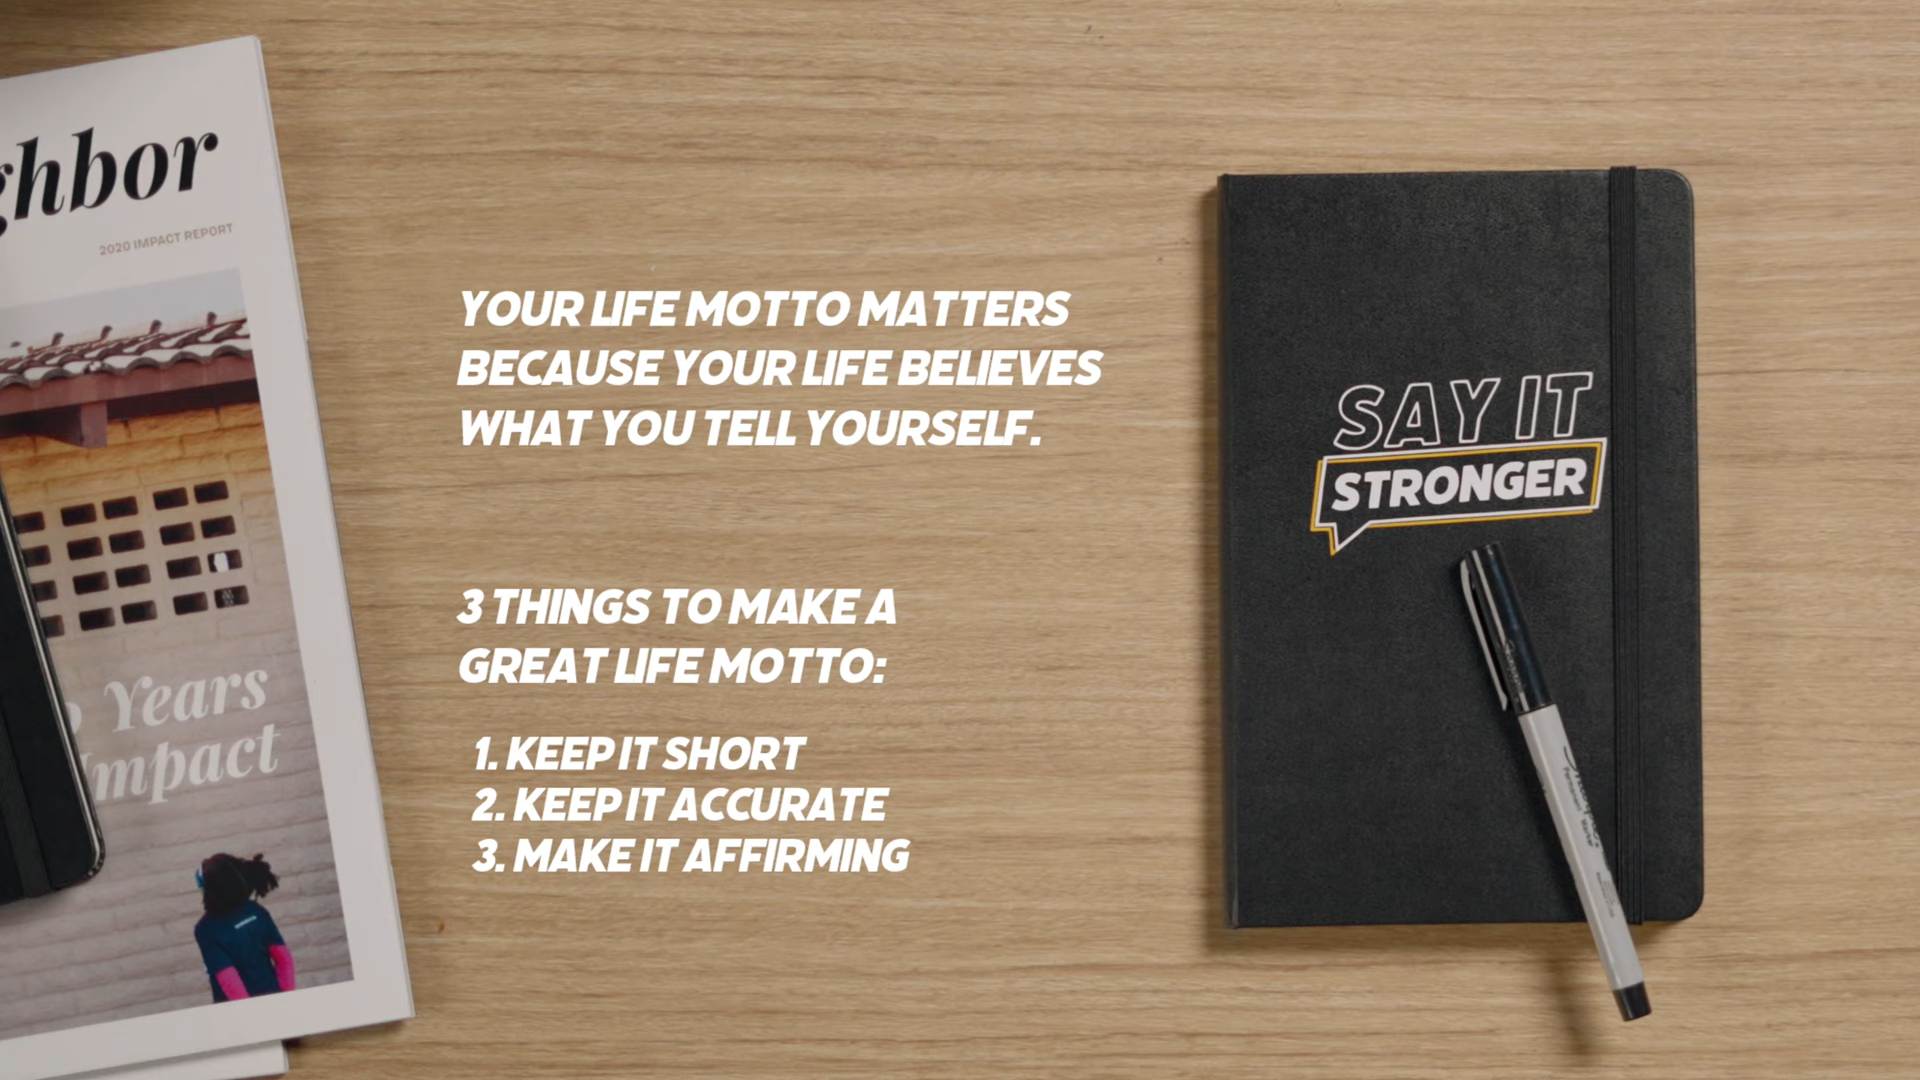 ghbor
2020 IMPACT REPORT
Years
Impact
YOUR LIFE MOTTO MATTERS
BECAUSE YOUR LIFE BELIEVES
WHAT YOU TELL YOURSELF.
3 THINGS TO MAKE A
GREAT LIFE MOTTO:
1. KEEP IT SHORT
2. KEEP IT ACCURATE
3. MAKE IT AFFIRMING
SAY IT
STRONGER